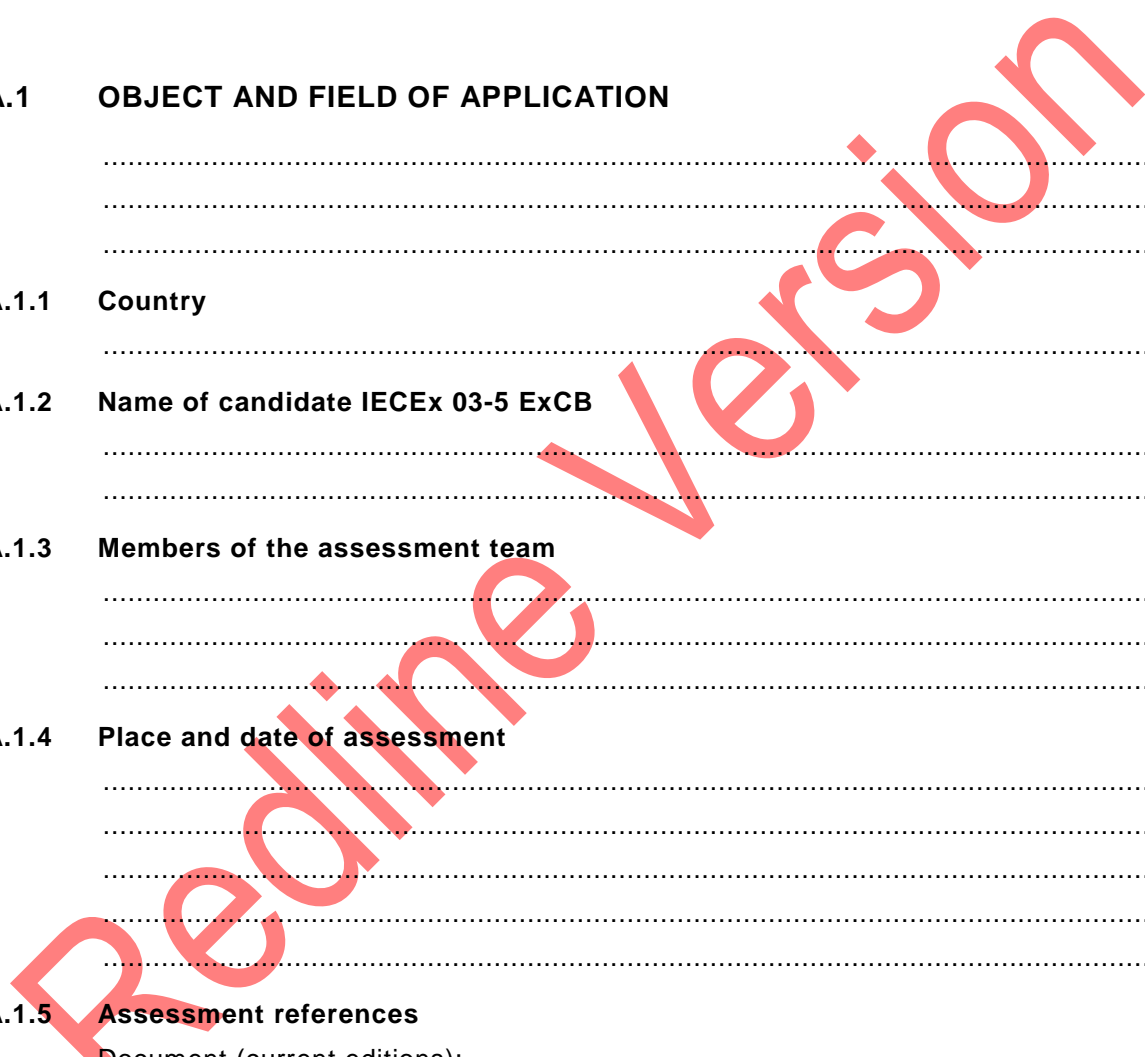 .1 OBJECT AND FIELD OF APPLICATION
................................................................................
................................................................................
................................................................................
.1.1 Country
................................................................................
.1.2 Name of candidate IECEx 03-5 ExCB
................................................................................
................................................................................
.1.3 Members of the assessment team
................................................................................
................................................................................
................................................................................
.1.4 Place and date of assessment
................................................................................
................................................................................
................................................................................
................................................................................
................................................................................
.1.5 Assessment references
Document (current editions):
Redline Version